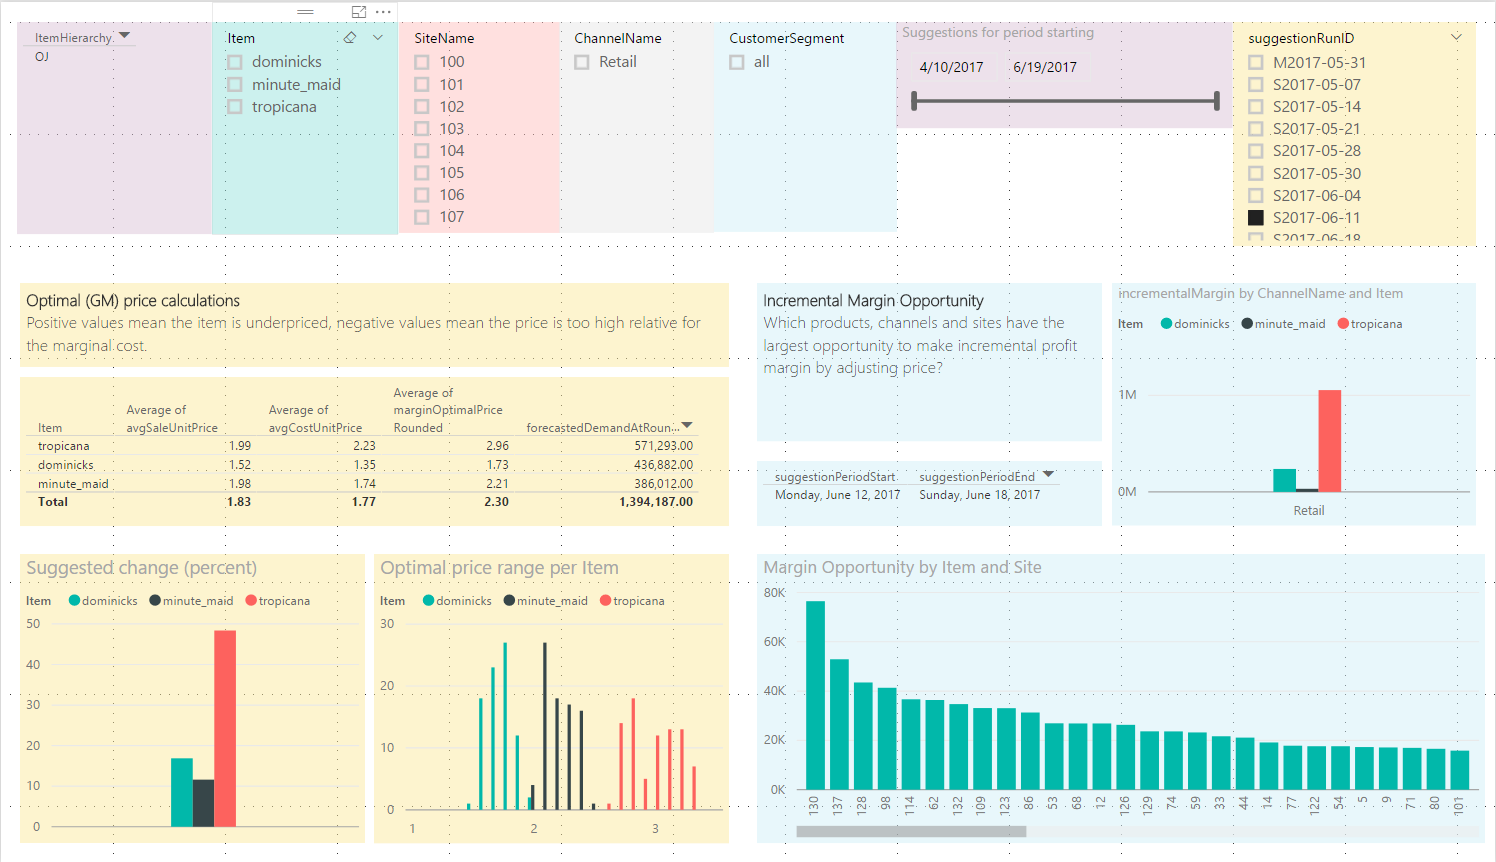 ItemHierarchy
OJ
Item
dominicks
minute_maid
tropicana
SiteName
100
101
102
103
104
105
106
107
ChannelName
Retail
CustomerSegment
all
Suggestions for period starting
4/10/2017 6/19/2017
suggestionRunID
M2017-05-31
S2017-05-07
S2017-05-14
S2017-05-21
S2017-05-28
S2017-05-30
S2017-06-04
S2017-06-11
S2017-06-18
Optimal (GM) price calculations
Positive values mean the item is underpriced, negative values mean the price is too high relative for
the marginal cost.
Item Average of avgSaleUnitPrice Average of avgCostUnitPrice Average of marginOptimalPrice Rounded forecastedDemandAtRoun...
tropicana 1.99 2.23 2.96 571,293.00
dominicks 1.52 1.35 1.73 436,882.00
minute_maid 1.98 1.74 2.21 386,012.00
Total 1.83 1.77 2.30 1,394,187.00
Incremental Margin Opportunity
Which products, channels and sites have the
largest opportunity to make incremental profit
margin by adjusting price?
suggestionPeriodStart suggestionPeriodEnd
Monday, June 12, 2017 Sunday, June 18, 2017
incrementalMargin by ChannelName and Item
Item dominicks minute_maid tropicana
1M
0M
Retail
Suggested change (percent)
Item dominicks minute_maid tropicana
50
40
30
20
10
0
Optimal price range per Item
Item dominicks minute_maid tropicana
30
20
10
0
1 2 3
Margin Opportunity by Item and Site
80K
60K
40K
20K
0K
130 137 128 98 114 62 132 109 123 86 53 68 12 126 129 74 59 33 44 14 77 122 54 5 9 71 80 101